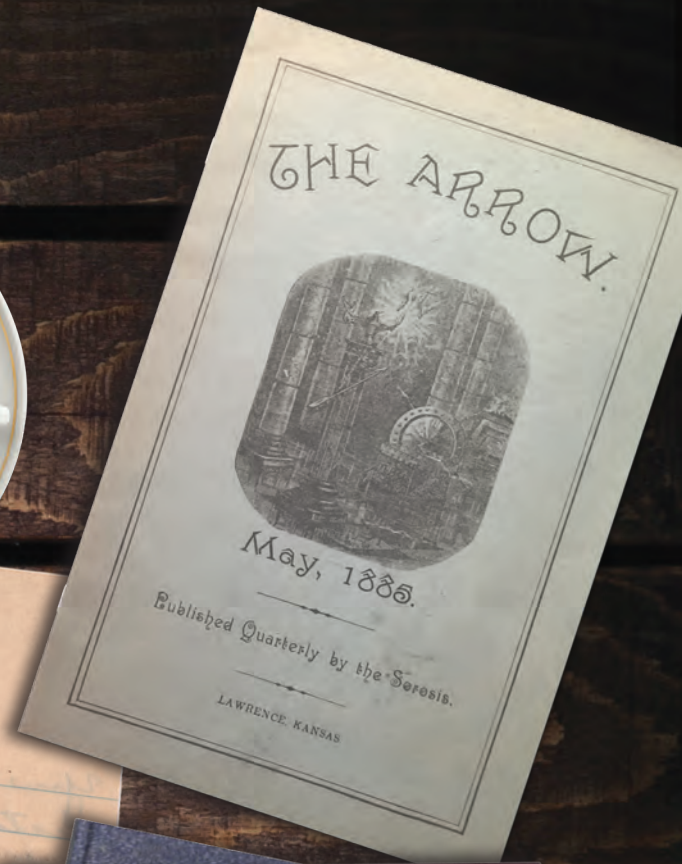 THE ARROW.
May, 1885.
Published Quarterly by the Sorosis.
LAWRENCE, KANSAS